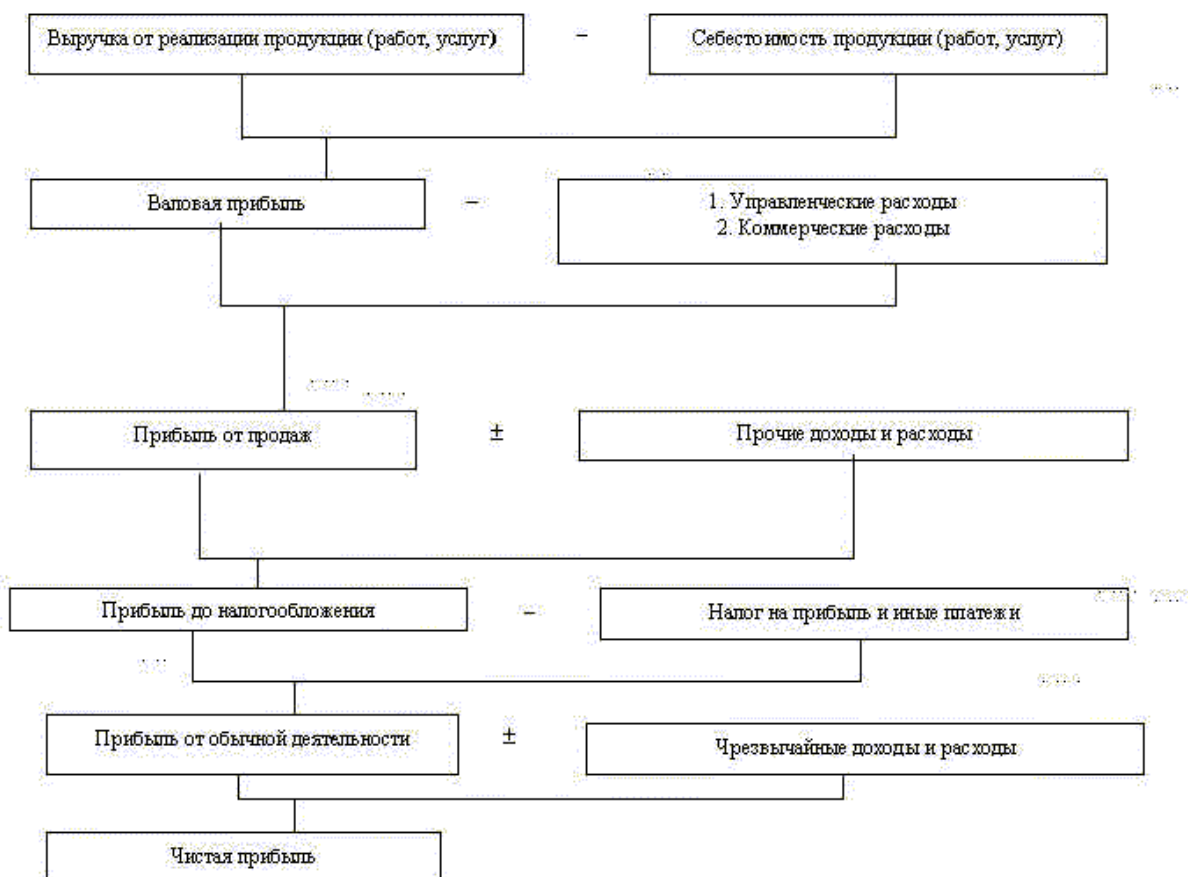 Выручка от реализации продукции (работ, услуг) – Себестоимость продукции (работ, услуг)
Валовая прибыль – 1. Управленческие расходы
2. Коммерческие расходы
Прибыль от продаж ± Прочие доходы и расходы
Прибыль до налогообложения – Налог на прибыль и иные платежи
Прибыль от обычной деятельности ± Чрезвычайные доходы и расходы
Чистая прибыль